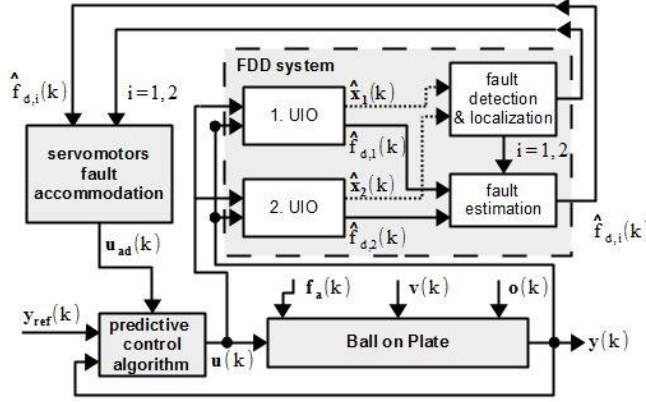 FDD system
f̂d,i(k)
i=1,2
1. UIO
x̂1(k)
f̂d,1(k)
fault
detection
& localization
i=1,2
servomotors
fault
accommodation
2. UIO
x̂2(k)
f̂d,2(k)
fault
estimation
f̂d,i(k)
uad(k)
fa(k)
v(k)
o(k)
yref(k)
predictive
control
algorithm
u(k)
Ball on Plate
y(k)